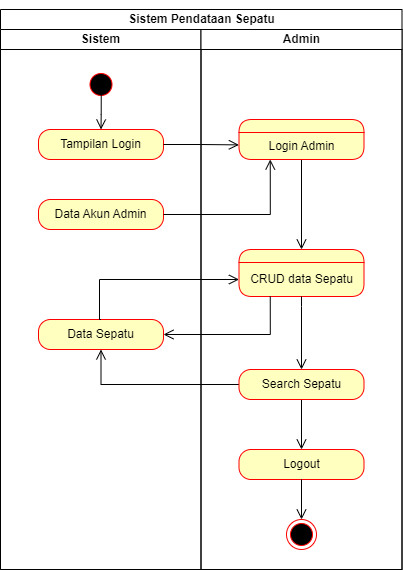 Sistem Pendataan Sepatu
Sistem
Admin
Tampilan Login
Login Admin
Data Akun Admin
CRUD data Sepatu
Data Sepatu
Search Sepatu
Logout